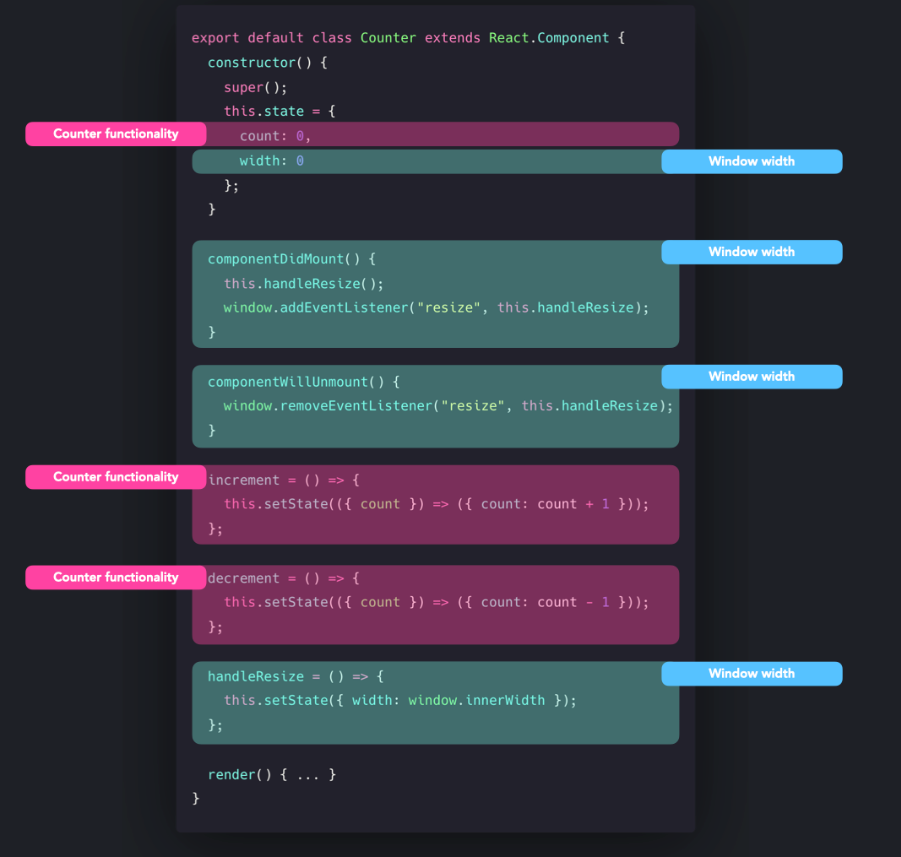 export default class Counter extends React.Component {
constructor() {
super();
this.state = {
Counter functionality
count: 0,
width: 0
Window width
};
}
Window width
componentDidMount() {
this.handleResize();
window.addEventListener("resize", this.handleResize);
}
Window width
componentWillUnmount() {
window.removeEventListener("resize", this.handleResize);
}
Counter functionality
increment = () => {
this.setState(({ count }) => ({ count: count + 1 }));
};
Counter functionality
decrement = () => {
this.setState(({ count }) => ({ count: count - 1 }));
};
Window width
handleResize = () => {
this.setState({ width: window.innerWidth });
};
render() { ... }
}